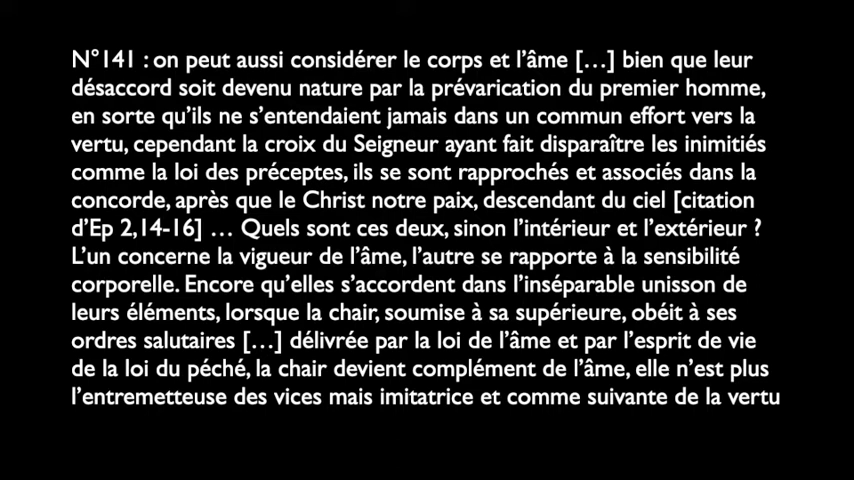 N°141 : on peut aussi considérer le corps et l’âme […] bien que leur
désaccord soit devenu nature par la prévarication du premier homme,
en sorte qu’ils ne s’entendaient jamais dans un commun effort vers la
vertu, cependant la croix du Seigneur ayant fait disparaître les inimitiés
comme la loi des préceptes, ils se sont rapprochés et associés dans la
concorde, après que le Christ notre paix, descendant du ciel [citation
d’Ep 2,14-16] … Quels sont ces deux, sinon l’intérieur et l’extérieur ?
L’un concerne la vigueur de l’âme, l’autre se rapporte à la sensibilité
corporelle. Encore qu’elles s’accordent dans l’inséparable unisson de
leurs éléments, lorsque la chair, soumise à sa supérieure, obéit à ses
ordres salutaires […] délivrée par la loi de l’âme et par l’esprit de vie
de la loi du péché, la chair devient complément de l’âme, elle n’est plus
l’entremetteuse des vices mais imitatrice et comme suivante de la vertu